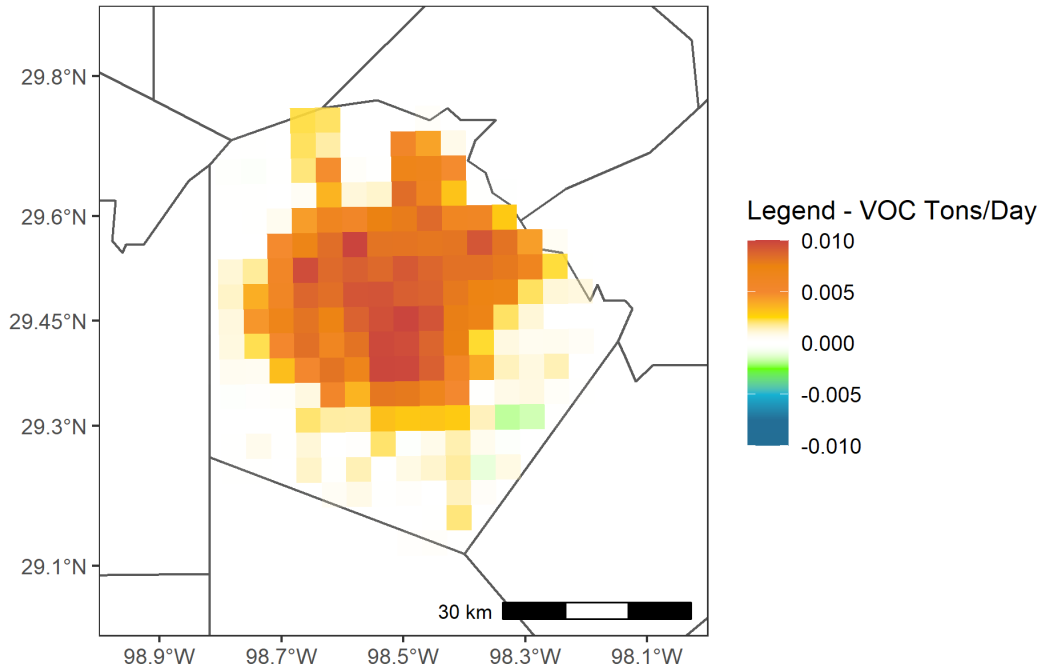 29.8°N
29.6°N
29.45°N
29.3°N
29.1°N
98.9°W
98.7°W
98.5°W
98.3°W
98.1°W
30 km
Legend - VOC Tons/Day
0.010
0.005
0.000
-0.005
-0.010